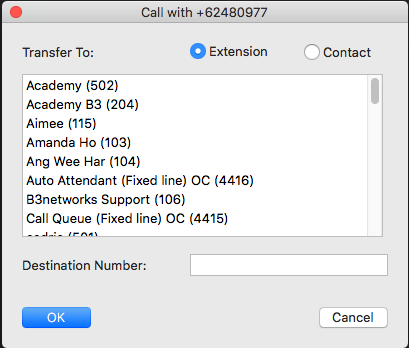 Call with +62480977
Transfer To: Extension Contact
Academy (502)
Academy B3 (204)
Aimee (115)
Amanda Ho (103)
Ang Wee Har (104)
Auto Attendant (Fixed line) OC (4416)
B3networks Support (106)
Call Queue (Fixed line) OC (4415)
Destination Number:
OK Cancel